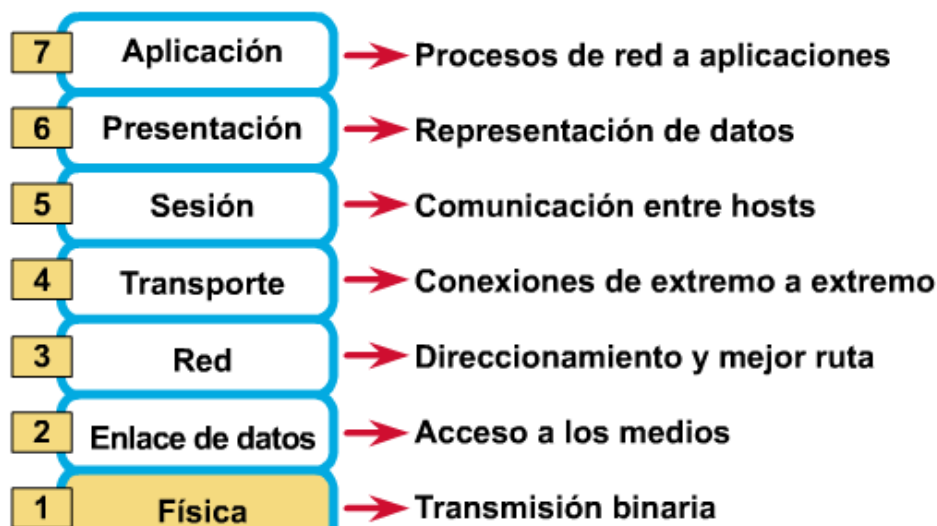 7 Aplicación Procesos de red a aplicaciones
6 Presentación Representación de datos
5 Sesión Comunicación entre hosts
4 Transporte Conexiones de extremo a extremo
3 Red Direccionamiento y mejor ruta
2 Enlace de datos Acceso a los medios
1 Física Transmisión binaria